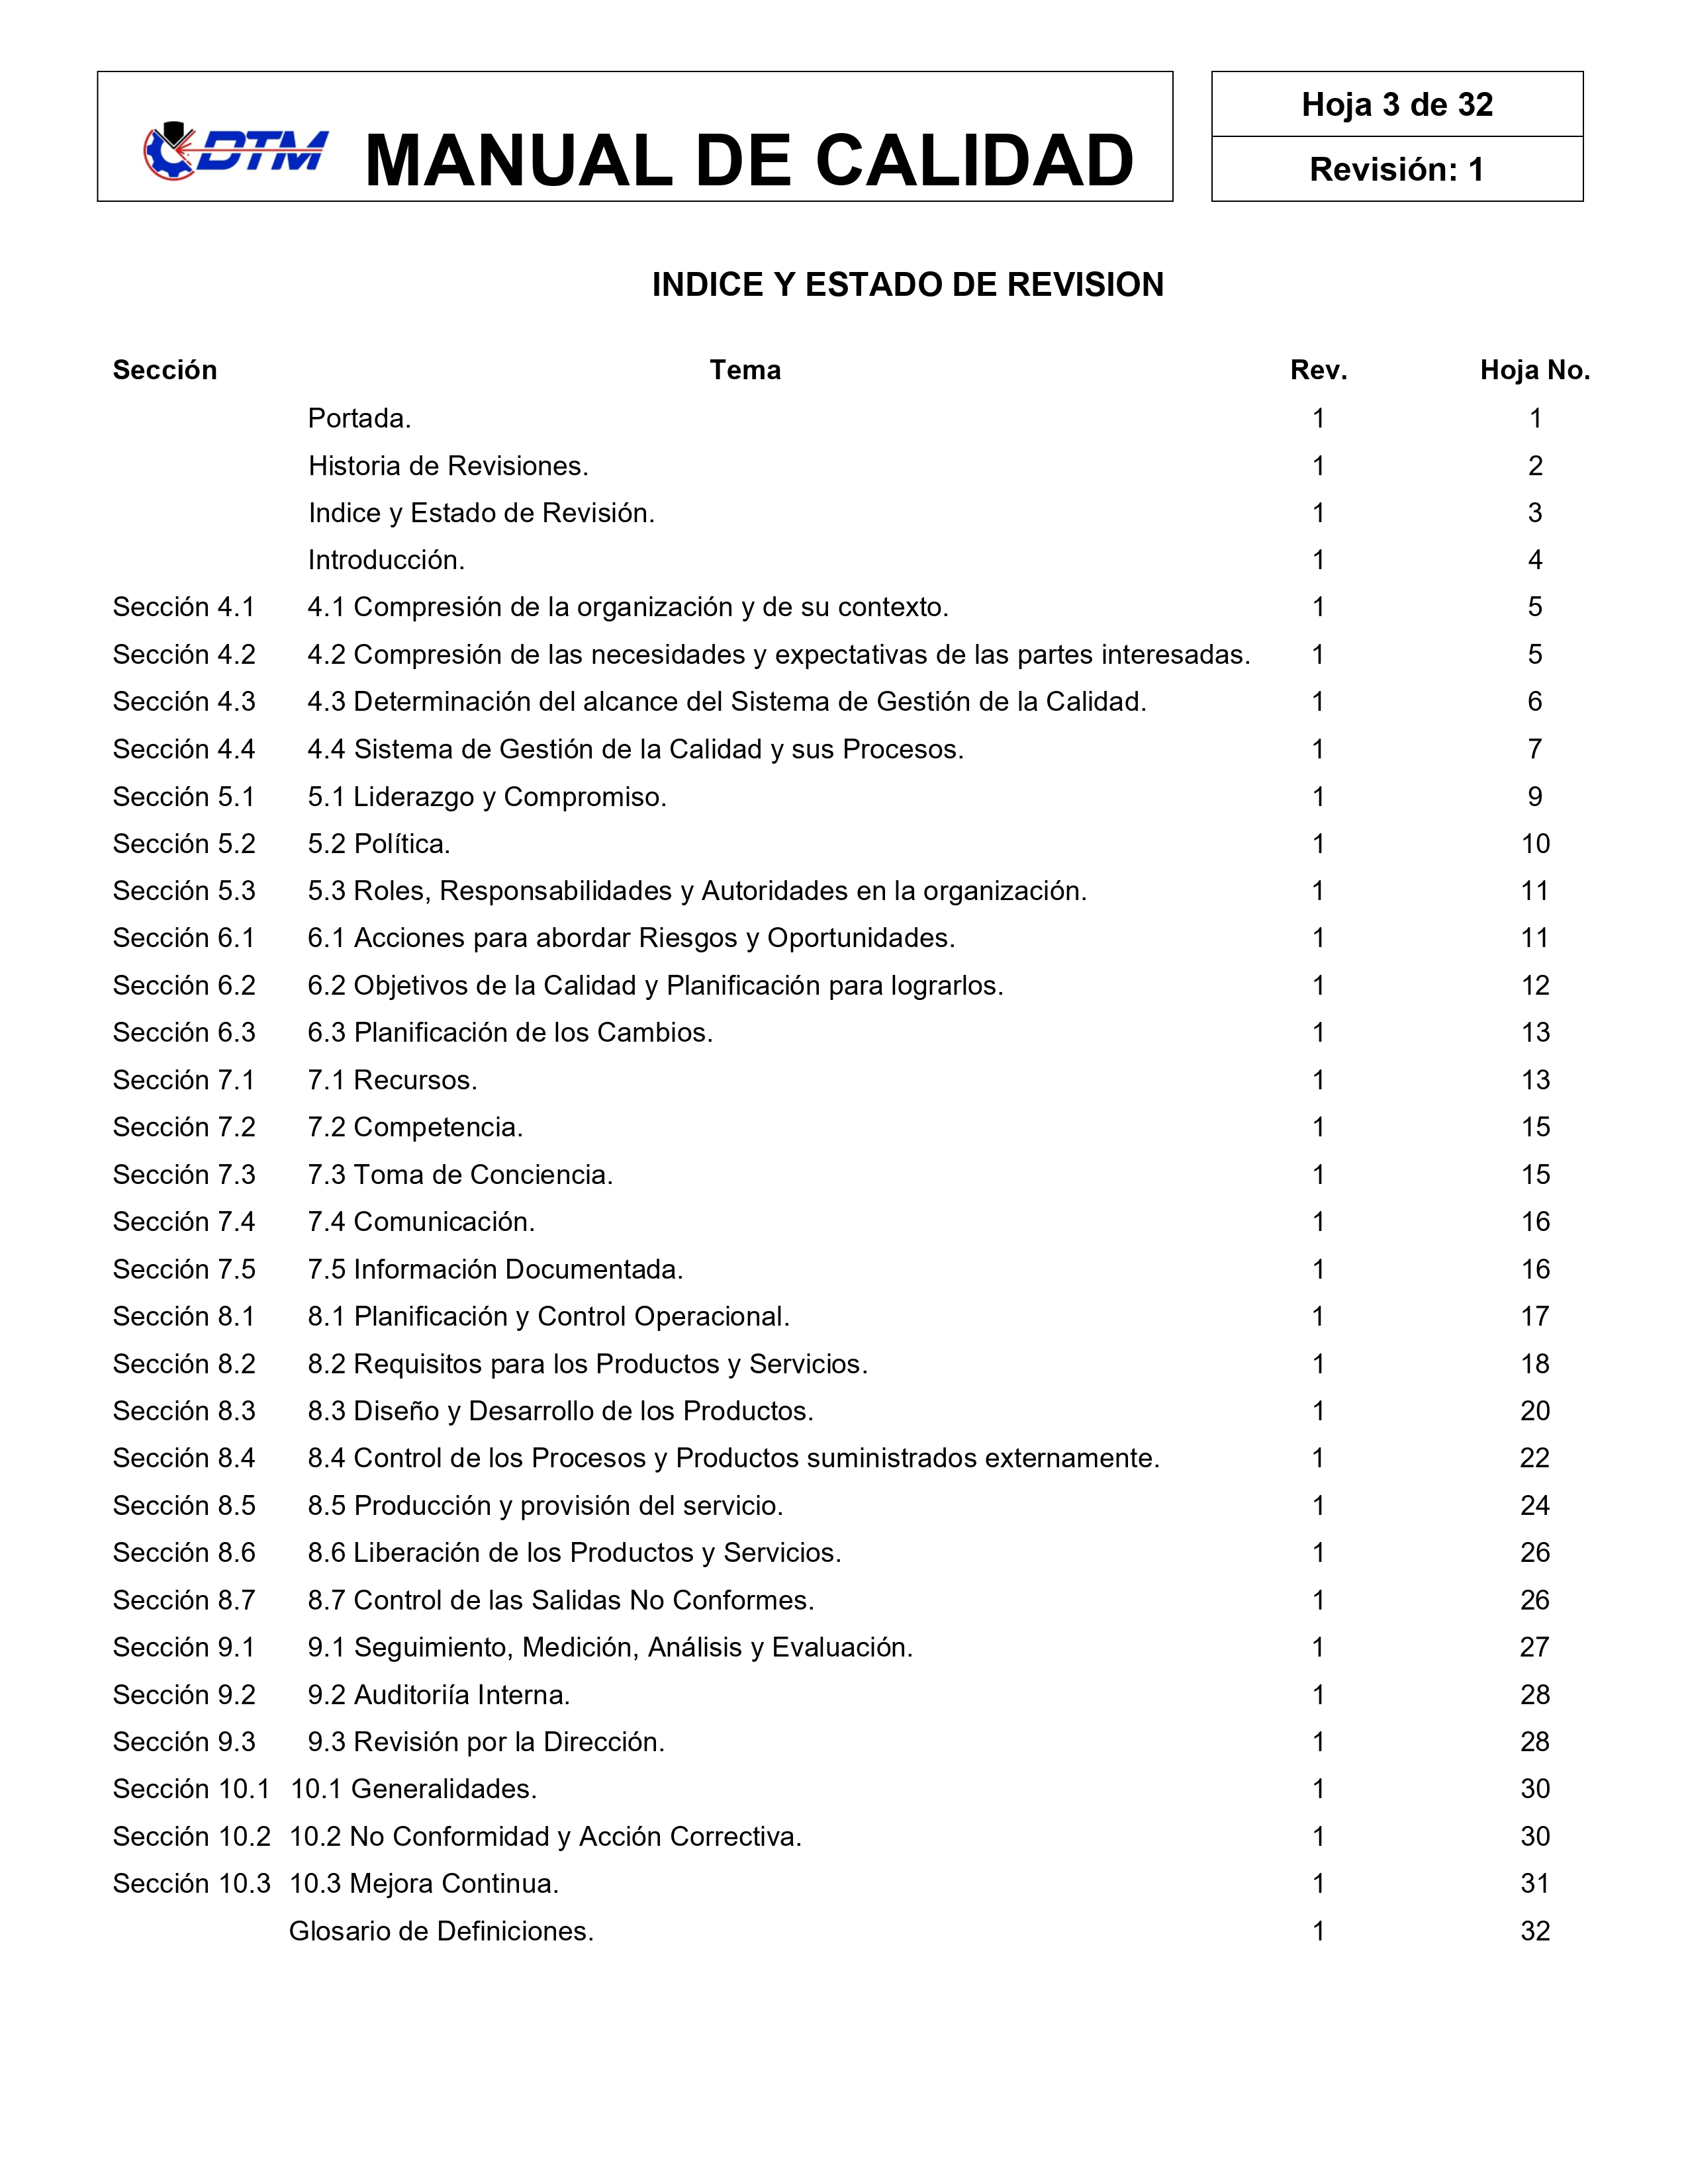 DTM
MANUAL DE CALIDAD
Hoja 3 de 32
Revisión: 1
INDICE Y ESTADO DE REVISION
Sección Tema Rev. Hoja No.
Portada. 1 1
Historia de Revisiones. 1 2
Indice y Estado de Revisión. 1 3
Introducción. 1 4
Sección 4.1 4.1 Compresión de la organización y de su contexto. 1 5
Sección 4.2 4.2 Compresión de las necesidades y expectativas de las partes interesadas. 1 5
Sección 4.3 4.3 Determinación del alcance del Sistema de Gestión de la Calidad. 1 6
Sección 4.4 4.4 Sistema de Gestión de la Calidad y sus Procesos. 1 7
Sección 5.1 5.1 Liderazgo y Compromiso. 1 9
Sección 5.2 5.2 Política. 1 10
Sección 5.3 5.3 Roles, Responsabilidades y Autoridades en la organización. 1 11
Sección 6.1 6.1 Acciones para abordar Riesgos y Oportunidades. 1 11
Sección 6.2 6.2 Objetivos de la Calidad y Planificación para lograrlos. 1 12
Sección 6.3 6.3 Planificación de los Cambios. 1 13
Sección 7.1 7.1 Recursos. 1 13
Sección 7.2 7.2 Competencia. 1 15
Sección 7.3 7.3 Toma de Conciencia. 1 15
Sección 7.4 7.4 Comunicación. 1 16
Sección 7.5 7.5 Información Documentada. 1 16
Sección 8.1 8.1 Planificación y Control Operacional. 1 17
Sección 8.2 8.2 Requisitos para los Productos y Servicios. 1 18
Sección 8.3 8.3 Diseño y Desarrollo de los Productos. 1 20
Sección 8.4 8.4 Control de los Procesos y Productos suministrados externamente. 1 22
Sección 8.5 8.5 Producción y provisión del servicio. 1 24
Sección 8.6 8.6 Liberación de los Productos y Servicios. 1 26
Sección 8.7 8.7 Control de las Salidas No Conformes. 1 26
Sección 9.1 9.1 Seguimiento, Medición, Análisis y Evaluación. 1 27
Sección 9.2 9.2 Auditoriía Interna. 1 28
Sección 9.3 9.3 Revisión por la Dirección. 1 28
Sección 10.1 10.1 Generalidades. 1 30
Sección 10.2 10.2 No Conformidad y Acción Correctiva. 1 30
Sección 10.3 10.3 Mejora Continua. 1 31
Glosario de Definiciones. 1 32